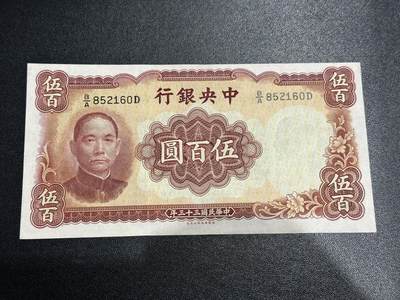 中央銀行
伍百
伍百
B/A 852160D
B/A 852160D
伍百圓
伍百
伍百
中華民國三十三年